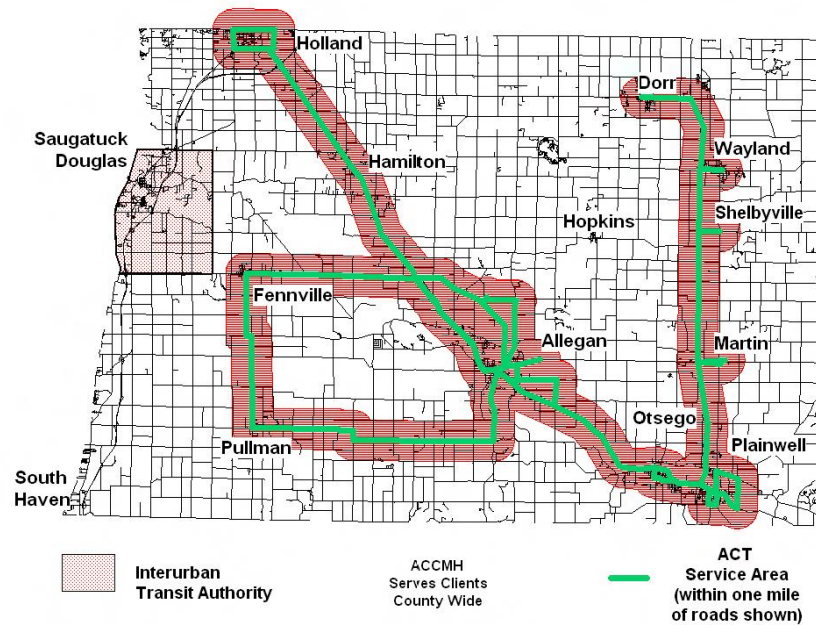 Holland
Dorr
Saugatuck
Douglas
Hamilton
Wayland
Shelbyville
Hopkins
Fennville
Allegan
Martin
Otsego
Pullman
Plainwell
South
Haven
Interurban
Transit Authority
ACCMH
Serves Clients
County Wide
ACT
Service Area
(within one mile
of roads shown)